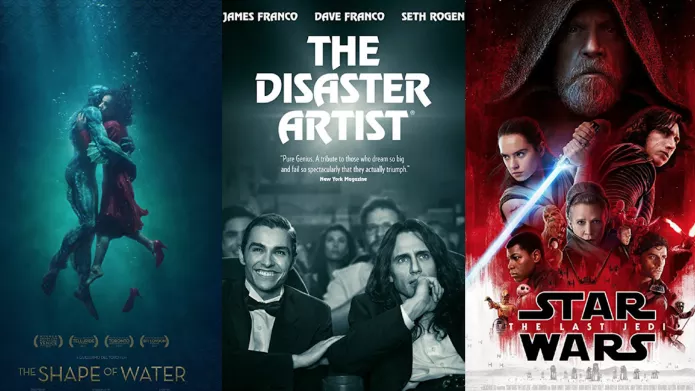 THE SHAPE OF WATER
JAMES FRANCO DAVE FRANCO SETH ROGEN
THE
DISASTER
ARTIST
"Pure Genius. A tribute to those who dream so big
and fail so spectacularly that they actually triumph."
New York Magazine
STAR
THE LAST JEDI
WARS